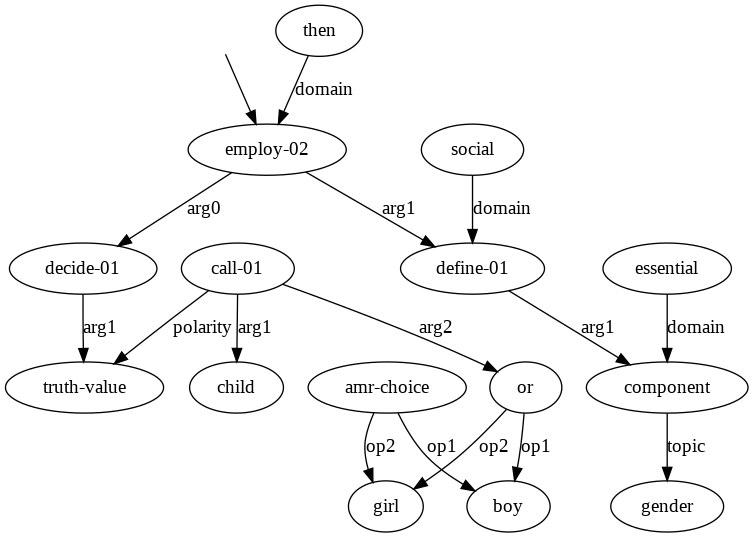 then
domain
employ-02
social
arg0
arg1
domain
decide-01
call-01
define-01
essential
arg1
polarity
arg1
arg2
arg1
domain
truth-value
child
amr-choice
or
component
op2
op1
op2
op1
topic
girl
boy
gender